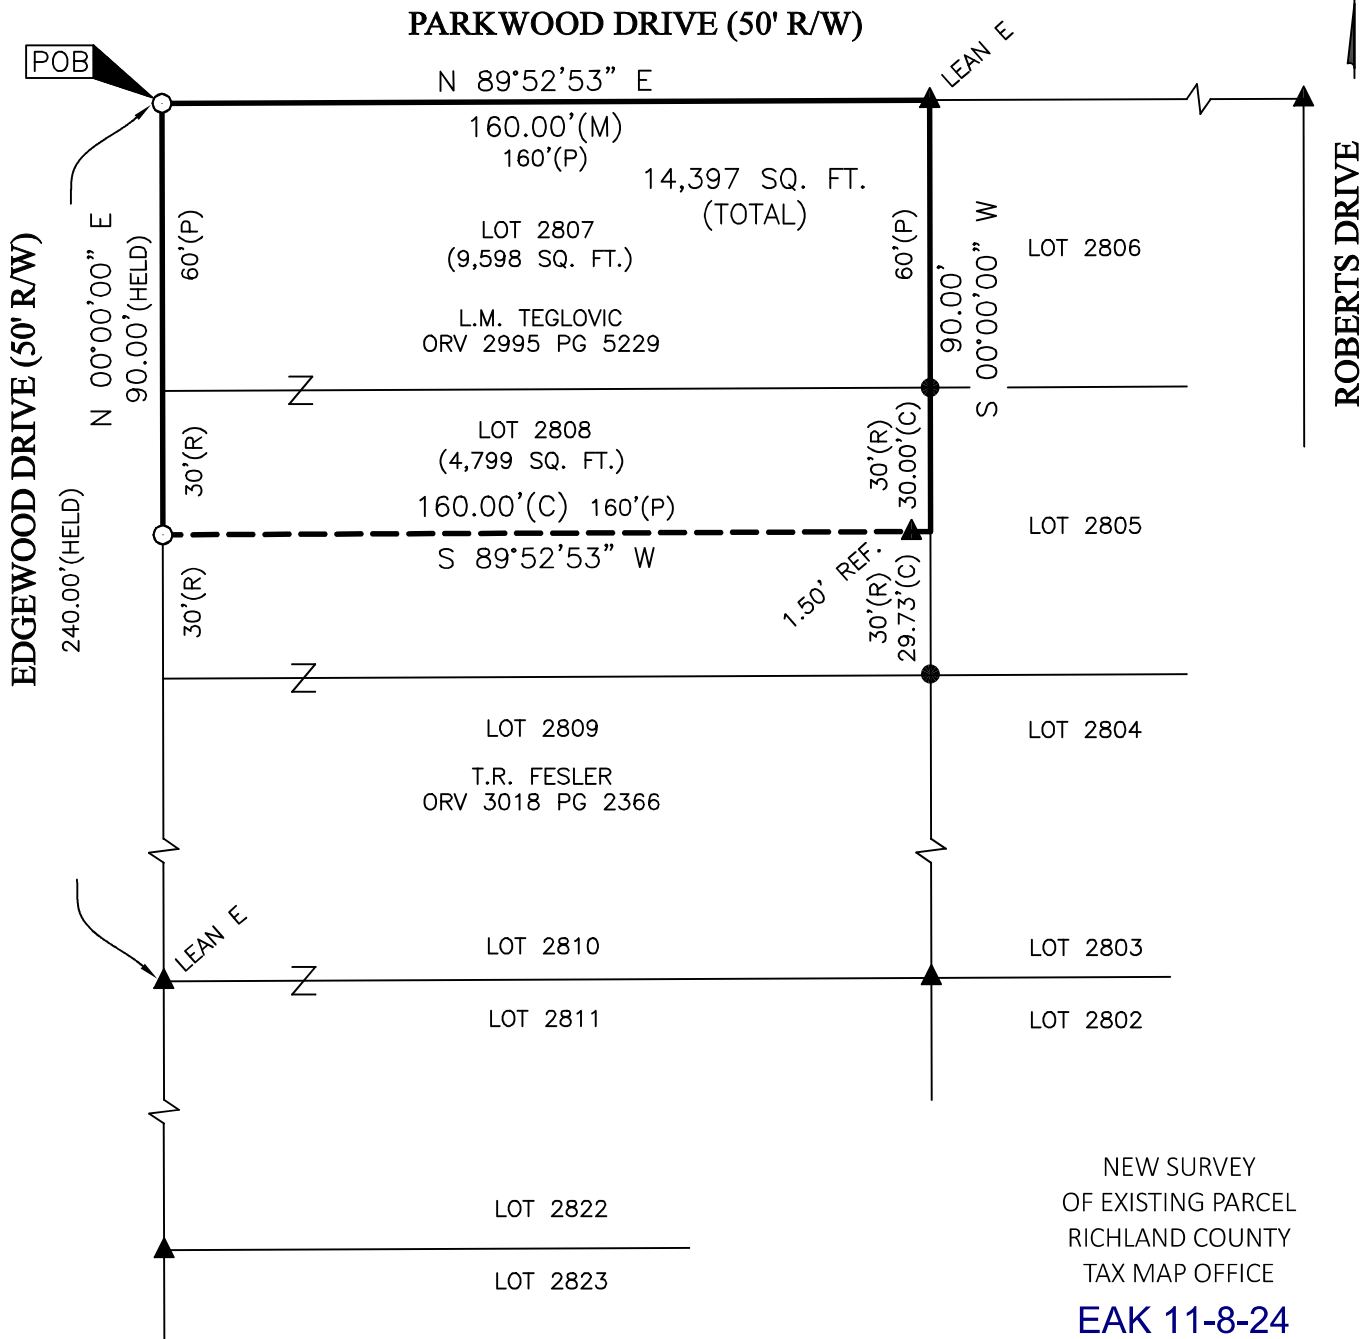 PARKWOOD DRIVE (50' R/W)
POB
N 89°52'53" E
LEAN E
160.00'(M)
160'(P)
14,397 SQ. FT.
(TOTAL)
EDGEWOOD DRIVE (50' R/W)
N 00°00'00" E
90.00'(HELD)
60'(P)
LOT 2807
(9,598 SQ. FT.)
L.M. TEGLOVIC
ORV 2995 PG 5229
60'(P)
90.00'
S 00°00'00" W
LOT 2806
ROBERTS DRIVE
240.00'(HELD)
30'(R)
LOT 2808
(4,799 SQ. FT.)
30'(R)
30.00'(C)
160.00'(C) 160'(P)
S 89°52'53" W
LOT 2805
1.50' REF.
30'(R)
30'(R)
29.73'(C)
LOT 2809
T.R. FESLER
ORV 3018 PG 2366
LOT 2804
LEAN E
LOT 2810
LOT 2803
LOT 2811
LOT 2802
LOT 2822
LOT 2823
NEW SURVEY
OF EXISTING PARCEL
RICHLAND COUNTY
TAX MAP OFFICE
EAK 11-8-24